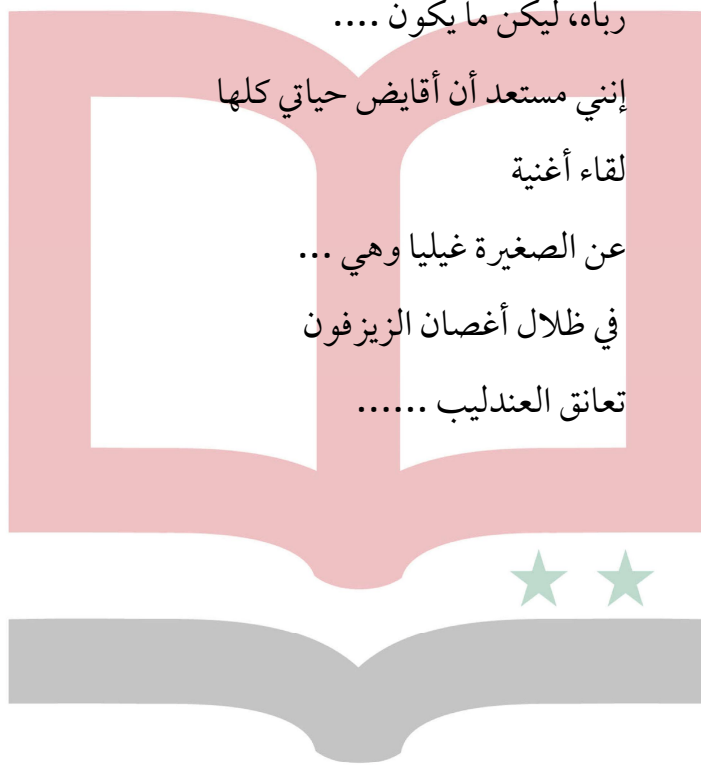 رباه، ليكن ما يكون ....
إنني مستعد أن أقايض حياتي كلها
لقاء أغنية
عن الصغيرة غيليا وهي ...
في ظلال أغصان الزيزفون
تعانق العندليب ......